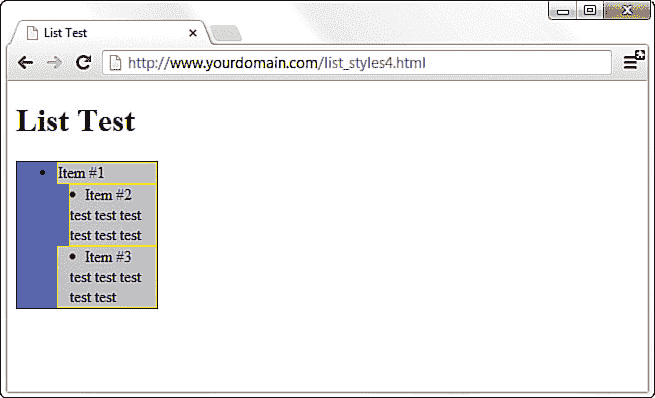 List Test
http://www.yourdomain.com/list_styles4.html
List Test
• Item #1
• Item #2
test test test
test test test
• Item #3
test test test
test test